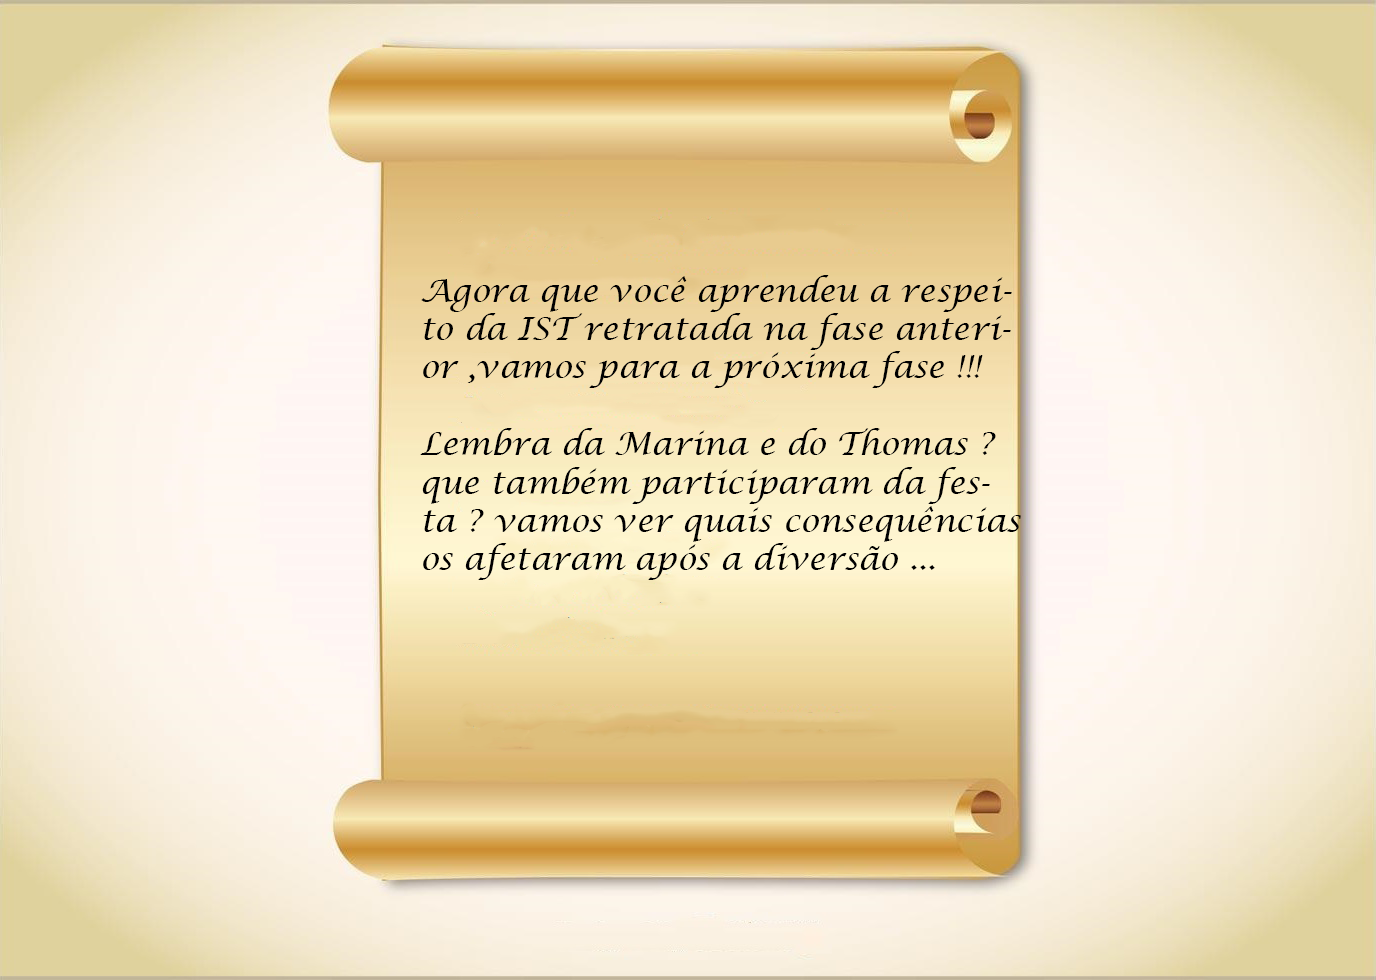 Agora que você aprendeu a respei-
to da IST retratada na fase anteri-
or ,vamos para a próxima fase !!!
Lembra da Marina e do Thomas ?
que também participaram da fes-
ta ? vamos ver quais consequências
os afetaram após a diversão ...